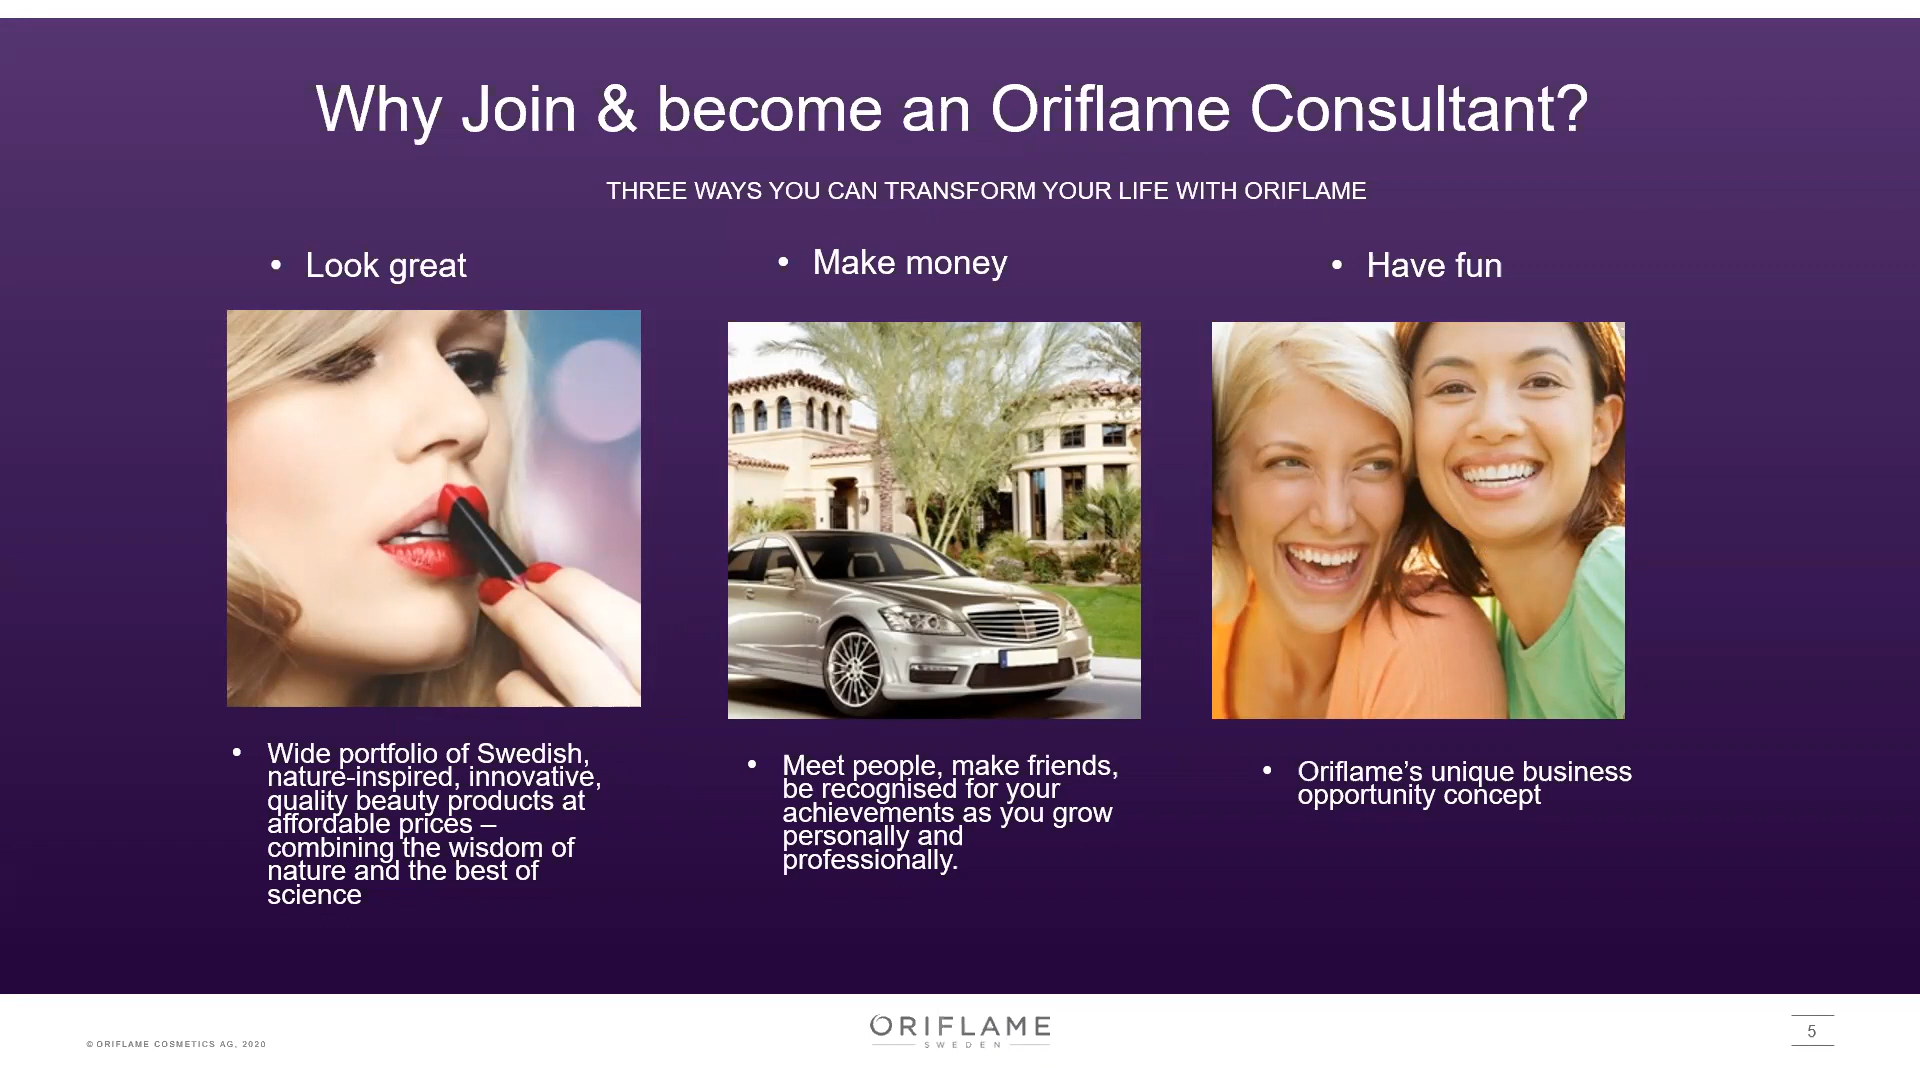 Why Join & become an Oriflame Consultant?
THREE WAYS YOU CAN TRANSFORM YOUR LIFE WITH ORIFLAME
• Look great
• Make money
• Have fun
• Wide portfolio of Swedish,
nature-inspired, innovative,
quality beauty products at
affordable prices –
combining the wisdom of
nature and the best of
science
• Meet people, make friends,
be recognised for your
achievements as you grow
personally and
professionally.
• Oriflame’s unique business
opportunity concept
© ORIFLAME COSMETICS AG, 2020
ORIFLAME
SWEDEN
5